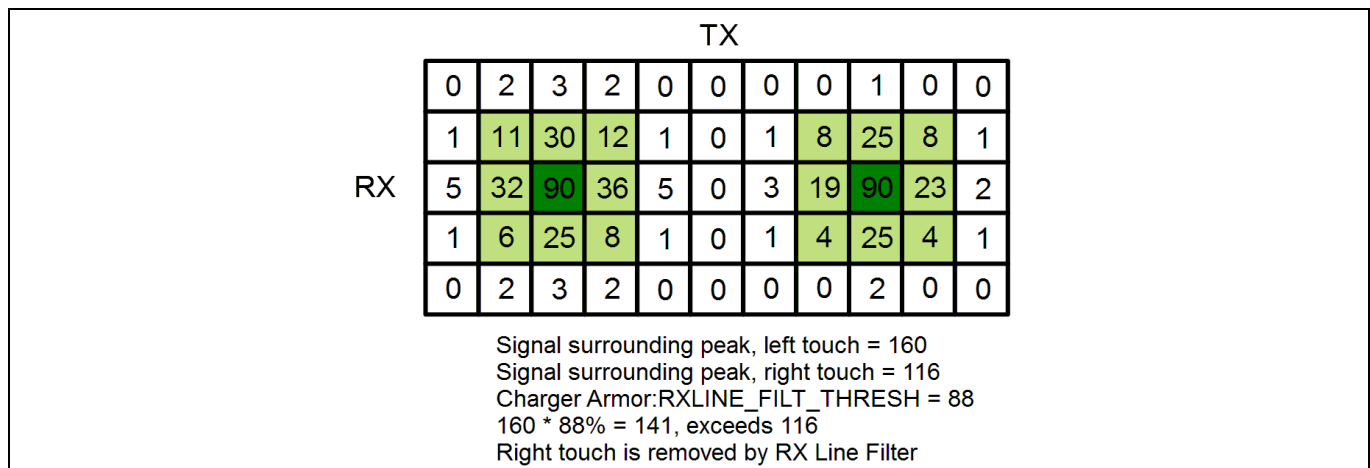 TX
0 2 3 2 0 0 0 0 1 0 0
1 11 30 12 1 0 1 8 25 8 1
RX 5 32 90 36 5 0 3 19 90 23 2
1 6 25 8 1 0 1 4 25 4 1
0 2 3 2 0 0 0 0 2 0 0
Signal surrounding peak, left touch = 160
Signal surrounding peak, right touch = 116
Charger Armor:RXLINE_FILT_THRESH = 88
160 * 88% = 141, exceeds 116
Right touch is removed by RX Line Filter